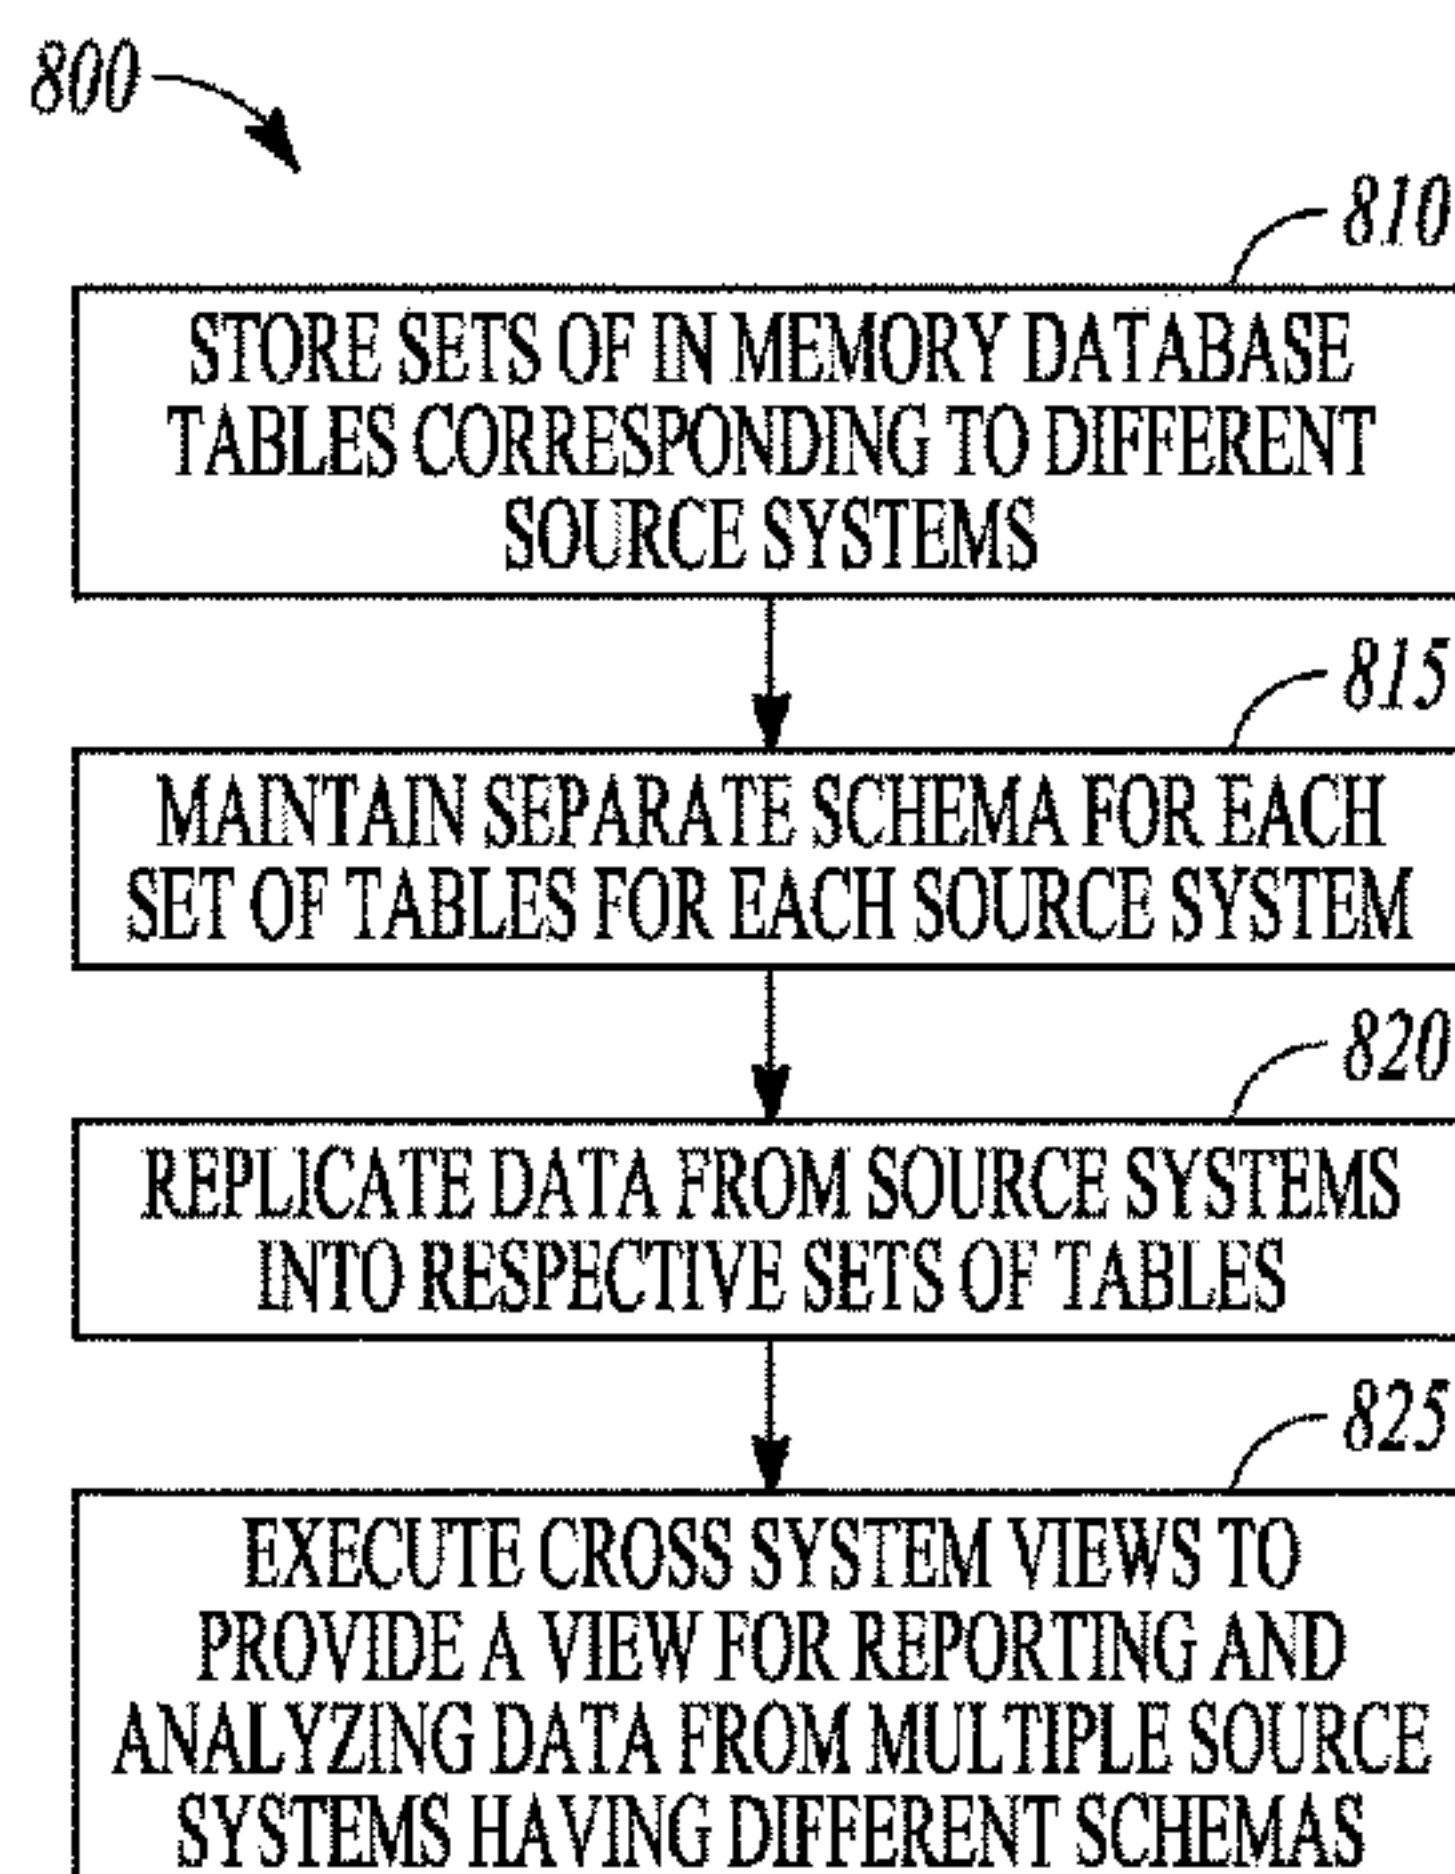 800
810
STORE SETS OF IN MEMORY DATABASE
TABLES CORRESPONDING TO DIFFERENT
SOURCE SYSTEMS
815
MAINTAIN SEPARATE SCHEMA FOR EACH
SET OF TABLES FOR EACH SOURCE SYSTEM
820
REPLICATE DATA FROM SOURCE SYSTEMS
INTO RESPECTIVE SETS OF TABLES
825
EXECUTE CROSS SYSTEM VIEWS TO
PROVIDE A VIEW FOR REPORTING AND
ANALYZING DATA FROM MULTIPLE SOURCE
SYSTEMS HAVING DIFFERENT SCHEMAS